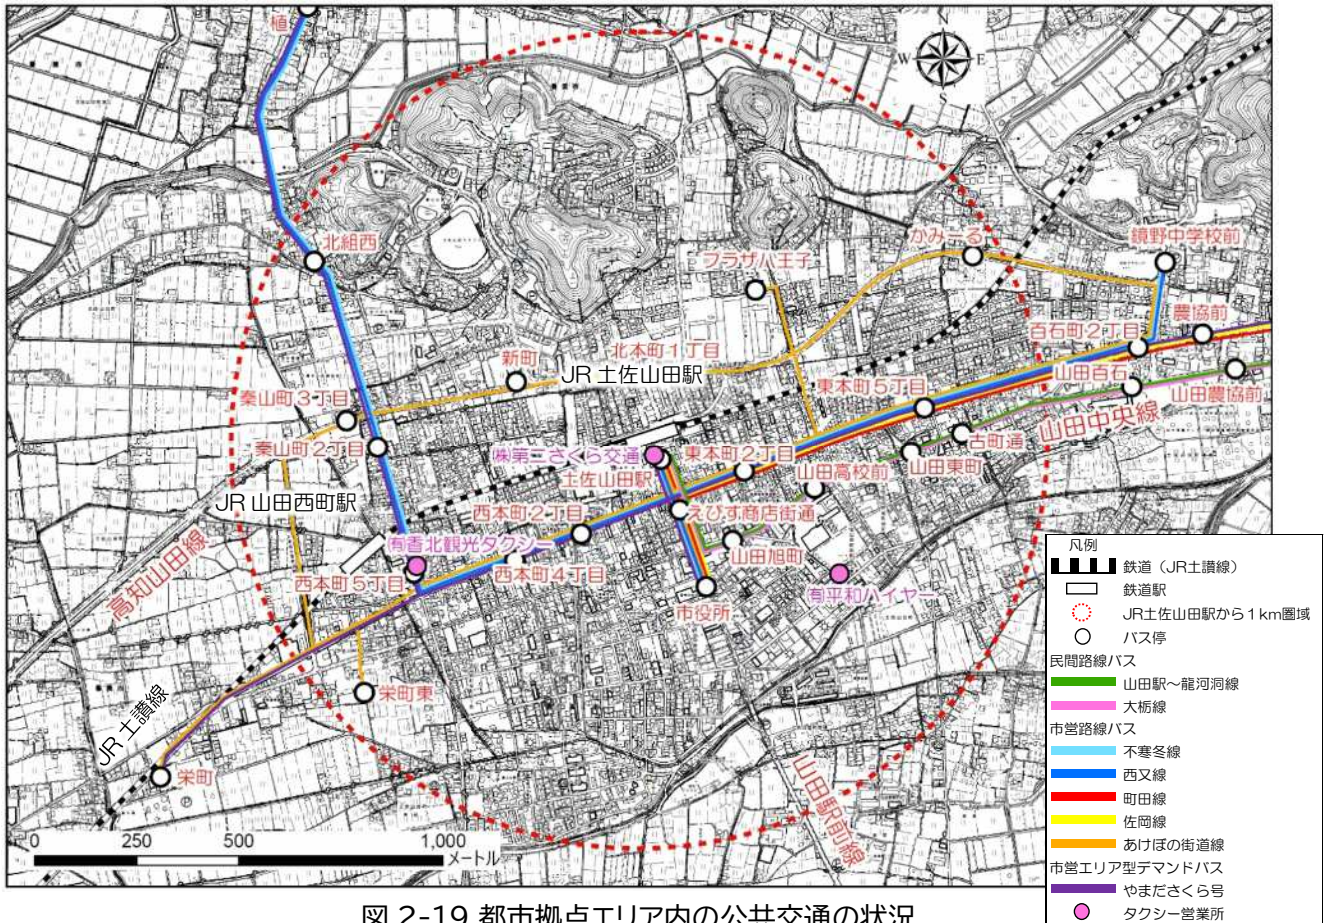 植
N
W
E
S
北組西
かみーる
鏡野中学校前
プラザ八王子
農協前
百石町２丁目
北本町１丁目
新町
JR 土佐山田駅
山田百石
東本町５丁目
山田農協前
秦山町３丁目
山田中央線
古町通
秦山町２丁目
㈱第一さくら交通
東本町２丁目
山田東町
土佐山田駅
山田高校前
JR 山田西町駅
西本町２丁目
えびす商店街通
㈲香北観光タクシー
山田旭町
高知山田線
西本町５丁目
西本町４丁目
㈲平和ハイヤー
市役所
栄町東
JR 土讃線
栄町
山田駅前線
0 250 500 1,000
メートル
凡例
鉄道（JR土讃線）
鉄道駅
JR土佐山田駅から１km圏域
バス停
民間路線バス
山田駅～龍河洞線
大栃線
市営路線バス
不寒冬線
西又線
町田線
佐岡線
あけぼの街道線
市営エリア型デマンドバス
やまださくら号
タクシー営業所
図 2-19 都市拠点エリア内の公共交通の状況